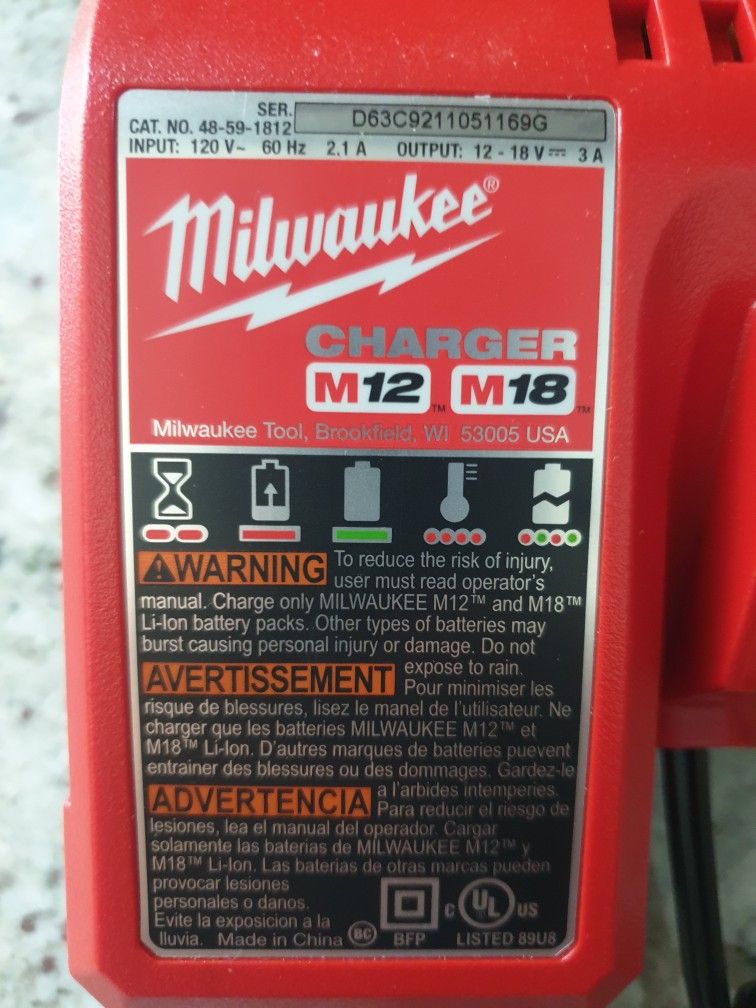 SER. D63C9211051169G
CAT. NO. 48-59-1812
INPUT: 120 V~ 60 Hz 2,1 A OUTPUT: 12 - 18 V⎓ 3 A
Milwaukee®
CHARGER
M12™ M18™
Milwaukee Tool, Brookfield, WI 53005 USA
⚠WARNING To reduce the risk of injury,
user must read operator's
manual. Charge only MILWAUKEE M12™ and M18™
Li-Ion battery packs. Other types of batteries may
burst causing personal injury or damage. Do not
expose to rain.
AVERTISSEMENT Pour minimiser les
risque de blessures, lisez le manel de l'utilisateur. Ne
charger que les batteries MILWAUKEE M12™ et
M18™ Li-Ion. D'autres marques de batteries puevent
entrainer des blessures ou des dommages. Gardez-le
a l'arbides intemperies.
ADVERTENCIA Para reducir el riesgo de
lesiones, lea el manual del operador. Cargar
solamente las baterias de MILWAUKEE M12™ y
M18™ Li-Ion. Las baterias de otras marcas pueden
provocar lesiones
personales o danos.
Evite la exposicion a la
lluvia. Made in China BC BFP
C UL US
LISTED 89U8